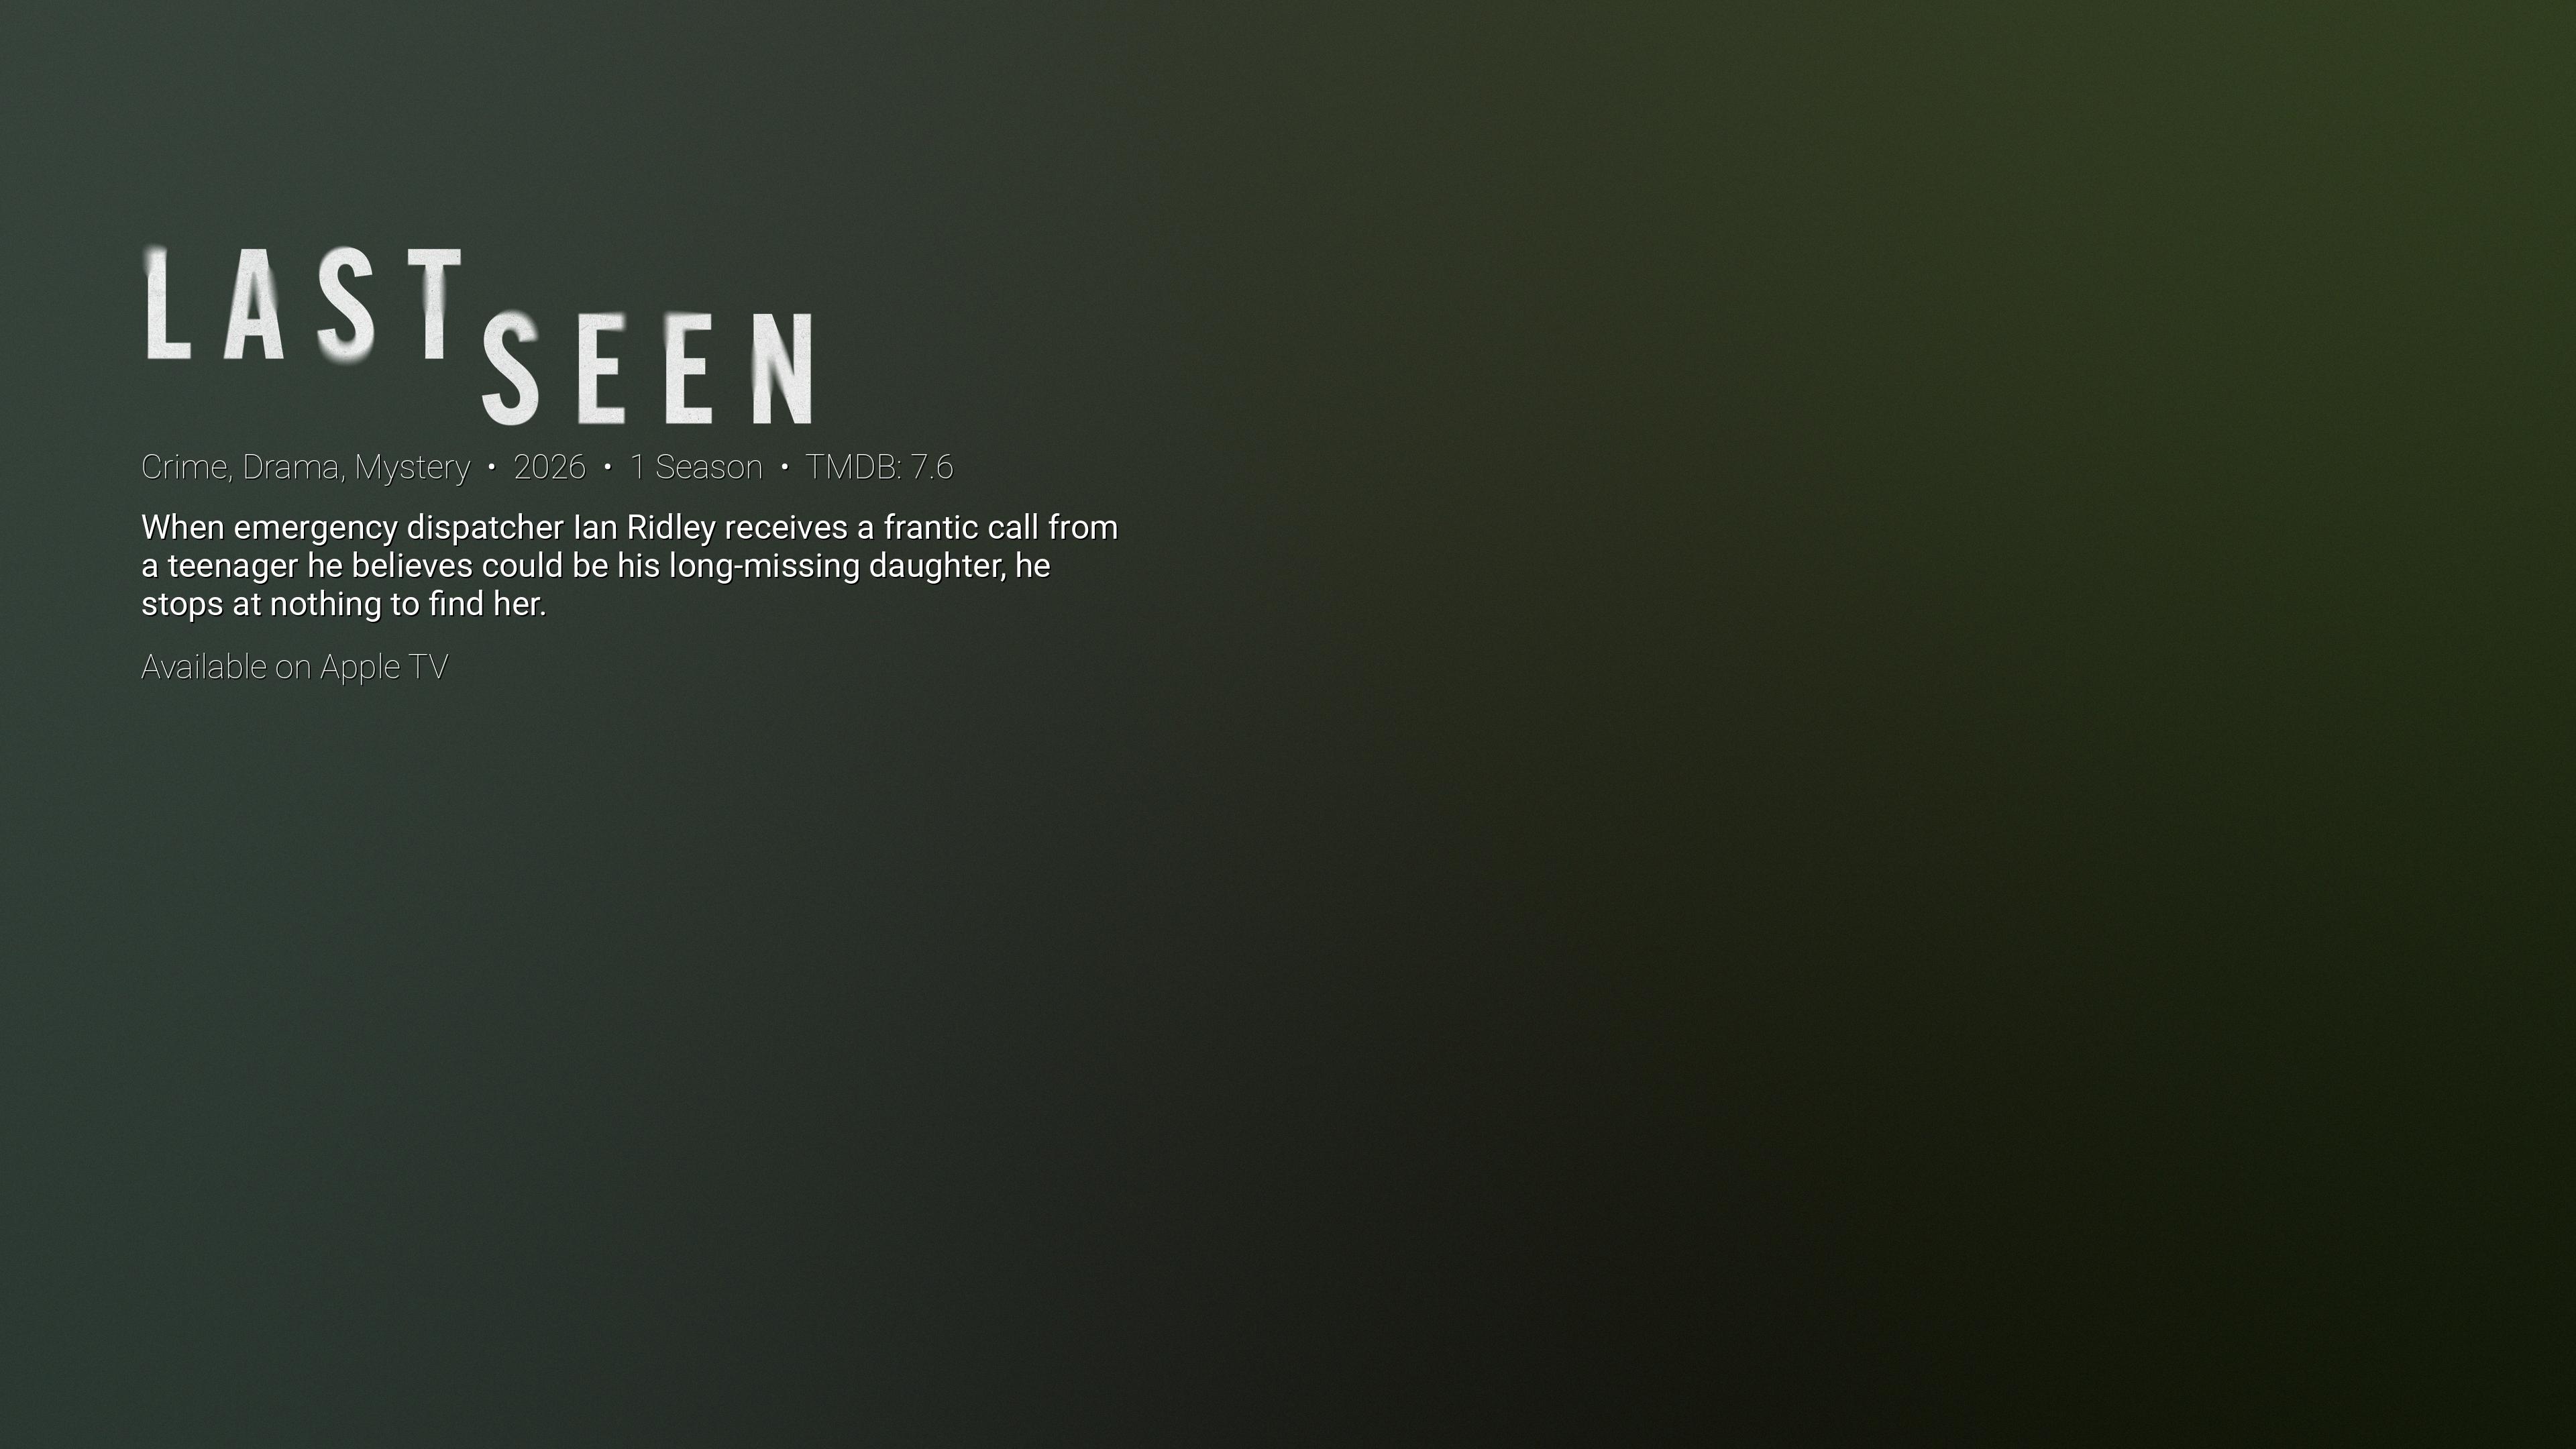 LAST SEEN
Crime, Drama, Mystery • 2026 • 1 Season • TMDB: 7.6
When emergency dispatcher Ian Ridley receives a frantic call from
a teenager he believes could be his long-missing daughter, he
stops at nothing to find her.
Available on Apple TV